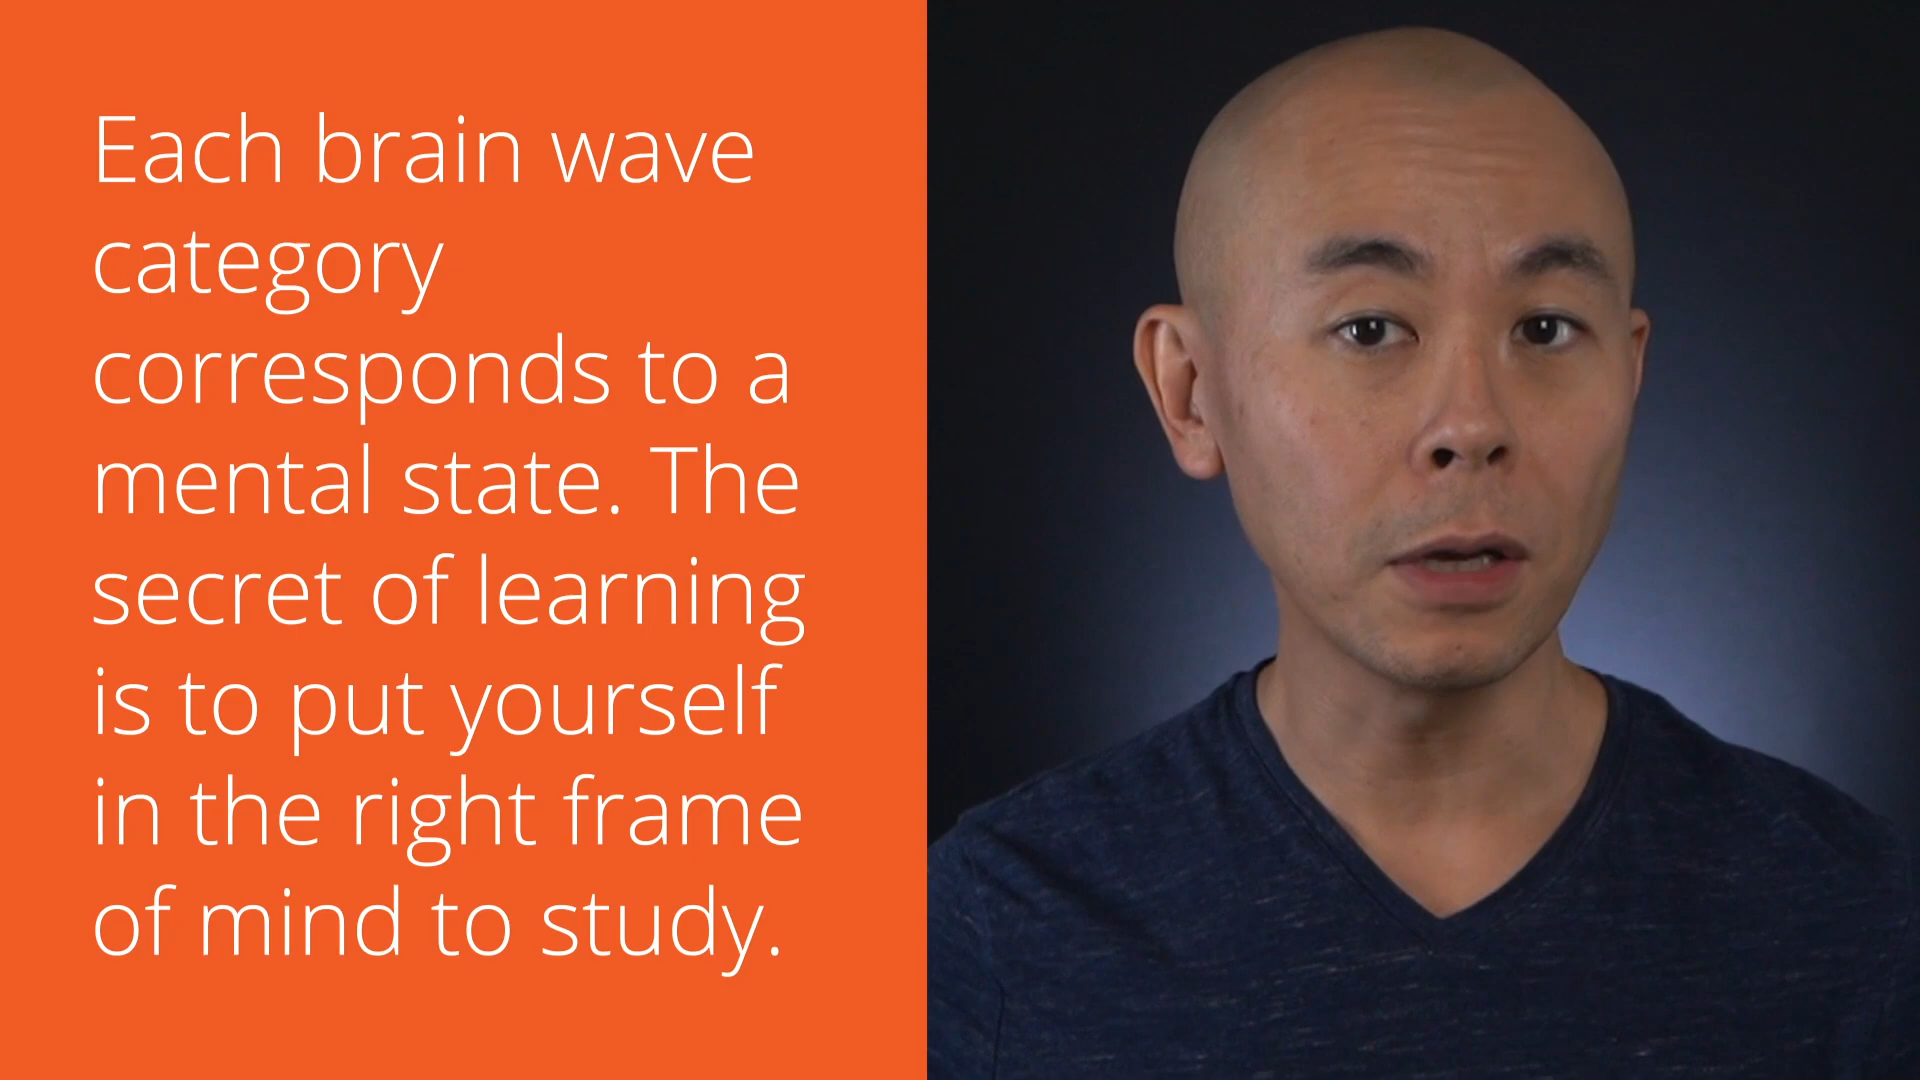 Each brain wave
category
corresponds to a
mental state. The
secret of learning
is to put yourself
in the right frame
of mind to study.